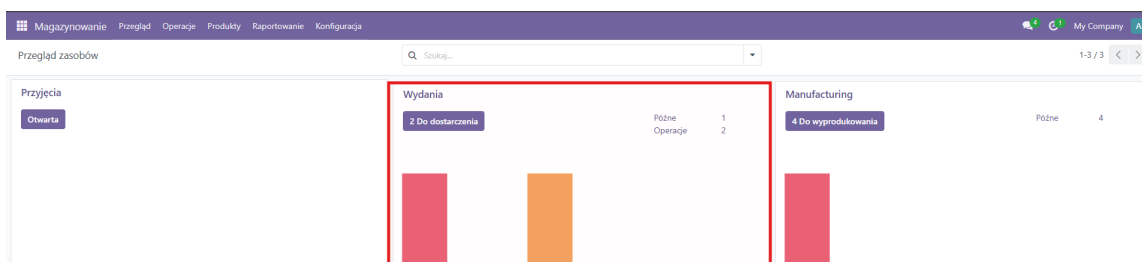 Magazynowanie Przegląd Operacje Produkty Raportowanie Konfiguracja 4 1 My Company A
Przegląd zasobów Szukaj... 1-3 / 3
Przyjęcia
Otwarta
Wydania
2 Do dostarczenia
Późne 1
Operacje 2
Manufacturing
4 Do wyprodukowania
Późne 4